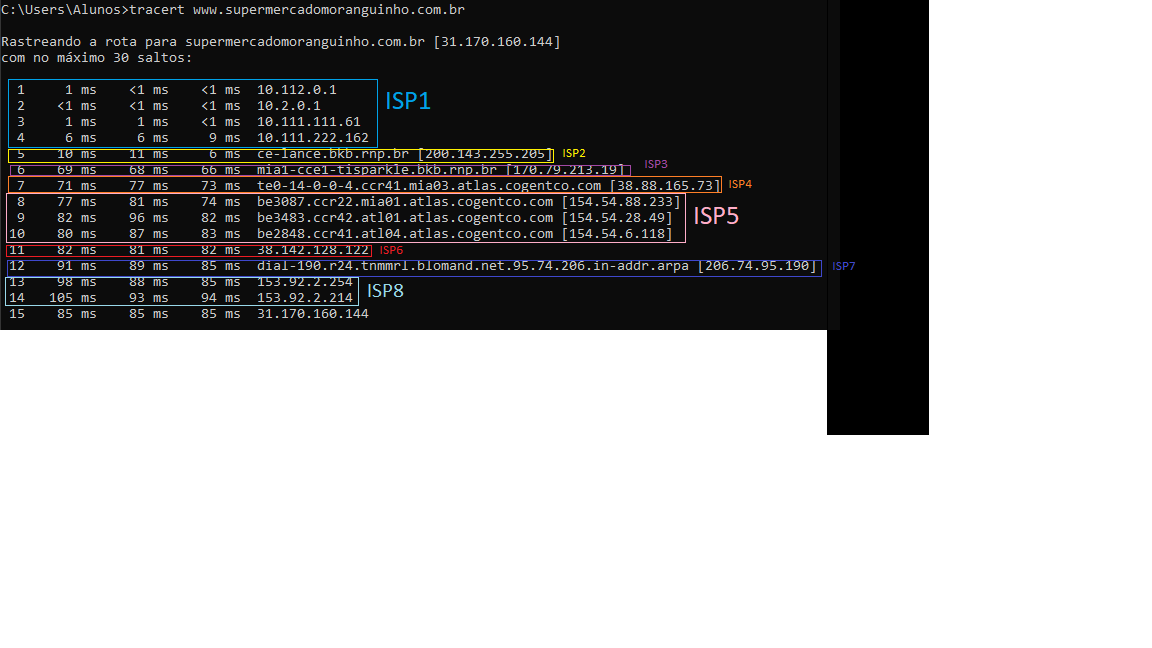 C:\Users\Alunos>tracert www.supermercadomoranguinho.com.br
Rastreando a rota para supermercadomoranguinho.com.br [31.170.160.144]
com no máximo 30 saltos:
1 1 ms <1 ms <1 ms 10.112.0.1
ISP1
2 <1 ms <1 ms <1 ms 10.2.0.1
3 1 ms 1 ms <1 ms 10.111.111.61
4 6 ms 6 ms 9 ms 10.111.222.162
5 10 ms 11 ms 6 ms ce-lance.bkb.rnp.br [200.143.255.205] ISP2
6 69 ms 68 ms 66 ms mia1-cce1-tisparkle.bkb.rnp.br [170.79.213.19] ISP3
7 71 ms 77 ms 73 ms te0-14-0-0-4.ccr41.mia03.atlas.cogentco.com [38.88.165.73] ISP4
8 77 ms 81 ms 74 ms be3087.ccr22.mia01.atlas.cogentco.com [154.54.88.233]
9 82 ms 96 ms 82 ms be3483.ccr42.atl01.atlas.cogentco.com [154.54.28.49] ISP5
10 80 ms 87 ms 83 ms be2848.ccr41.atl04.atlas.cogentco.com [154.54.6.118]
11 82 ms 81 ms 82 ms 38.142.128.122 ISP6
12 91 ms 89 ms 85 ms dial-190.r24.tnmmrl.blomand.net.95.74.206.in-addr.arpa [206.74.95.190] ISP7
13 98 ms 88 ms 85 ms 153.92.2.254
ISP8
14 105 ms 93 ms 94 ms 153.92.2.214
15 85 ms 85 ms 85 ms 31.170.160.144